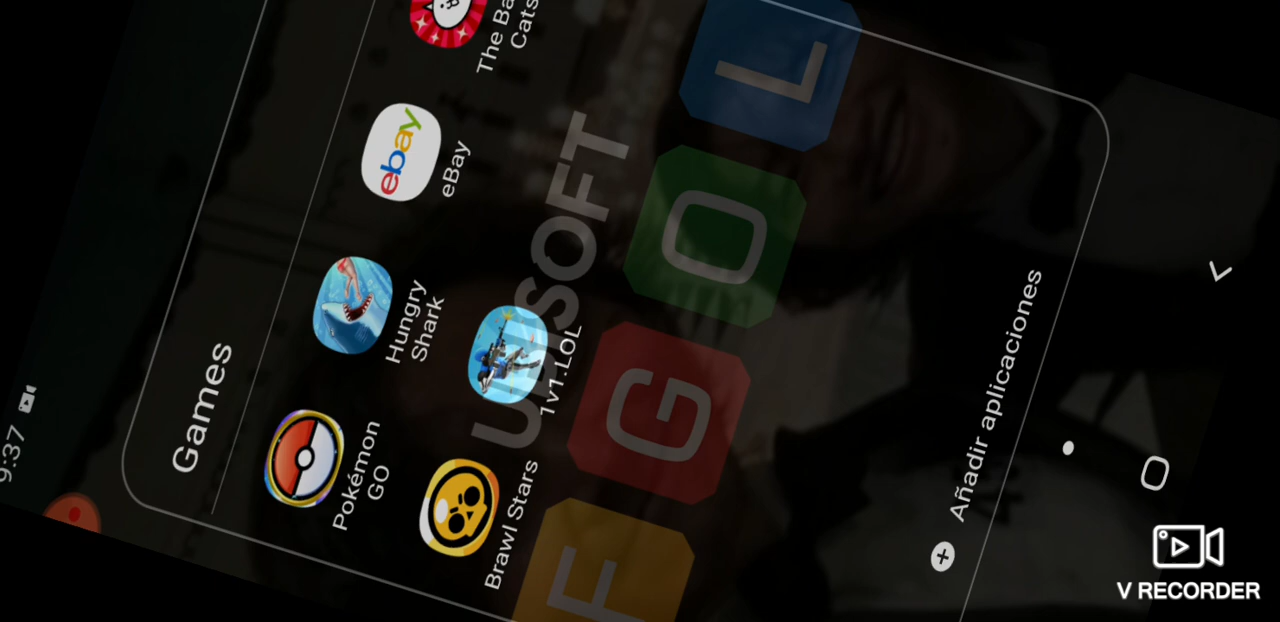 9:37
Games
Pokémon
GO
Hungry
Shark
ebay
eBay
The Ba
Cats
Brawl Stars
1v1.LOL
UBISOFT
F
G
O
L
Añadir aplicaciones
V RECORDER